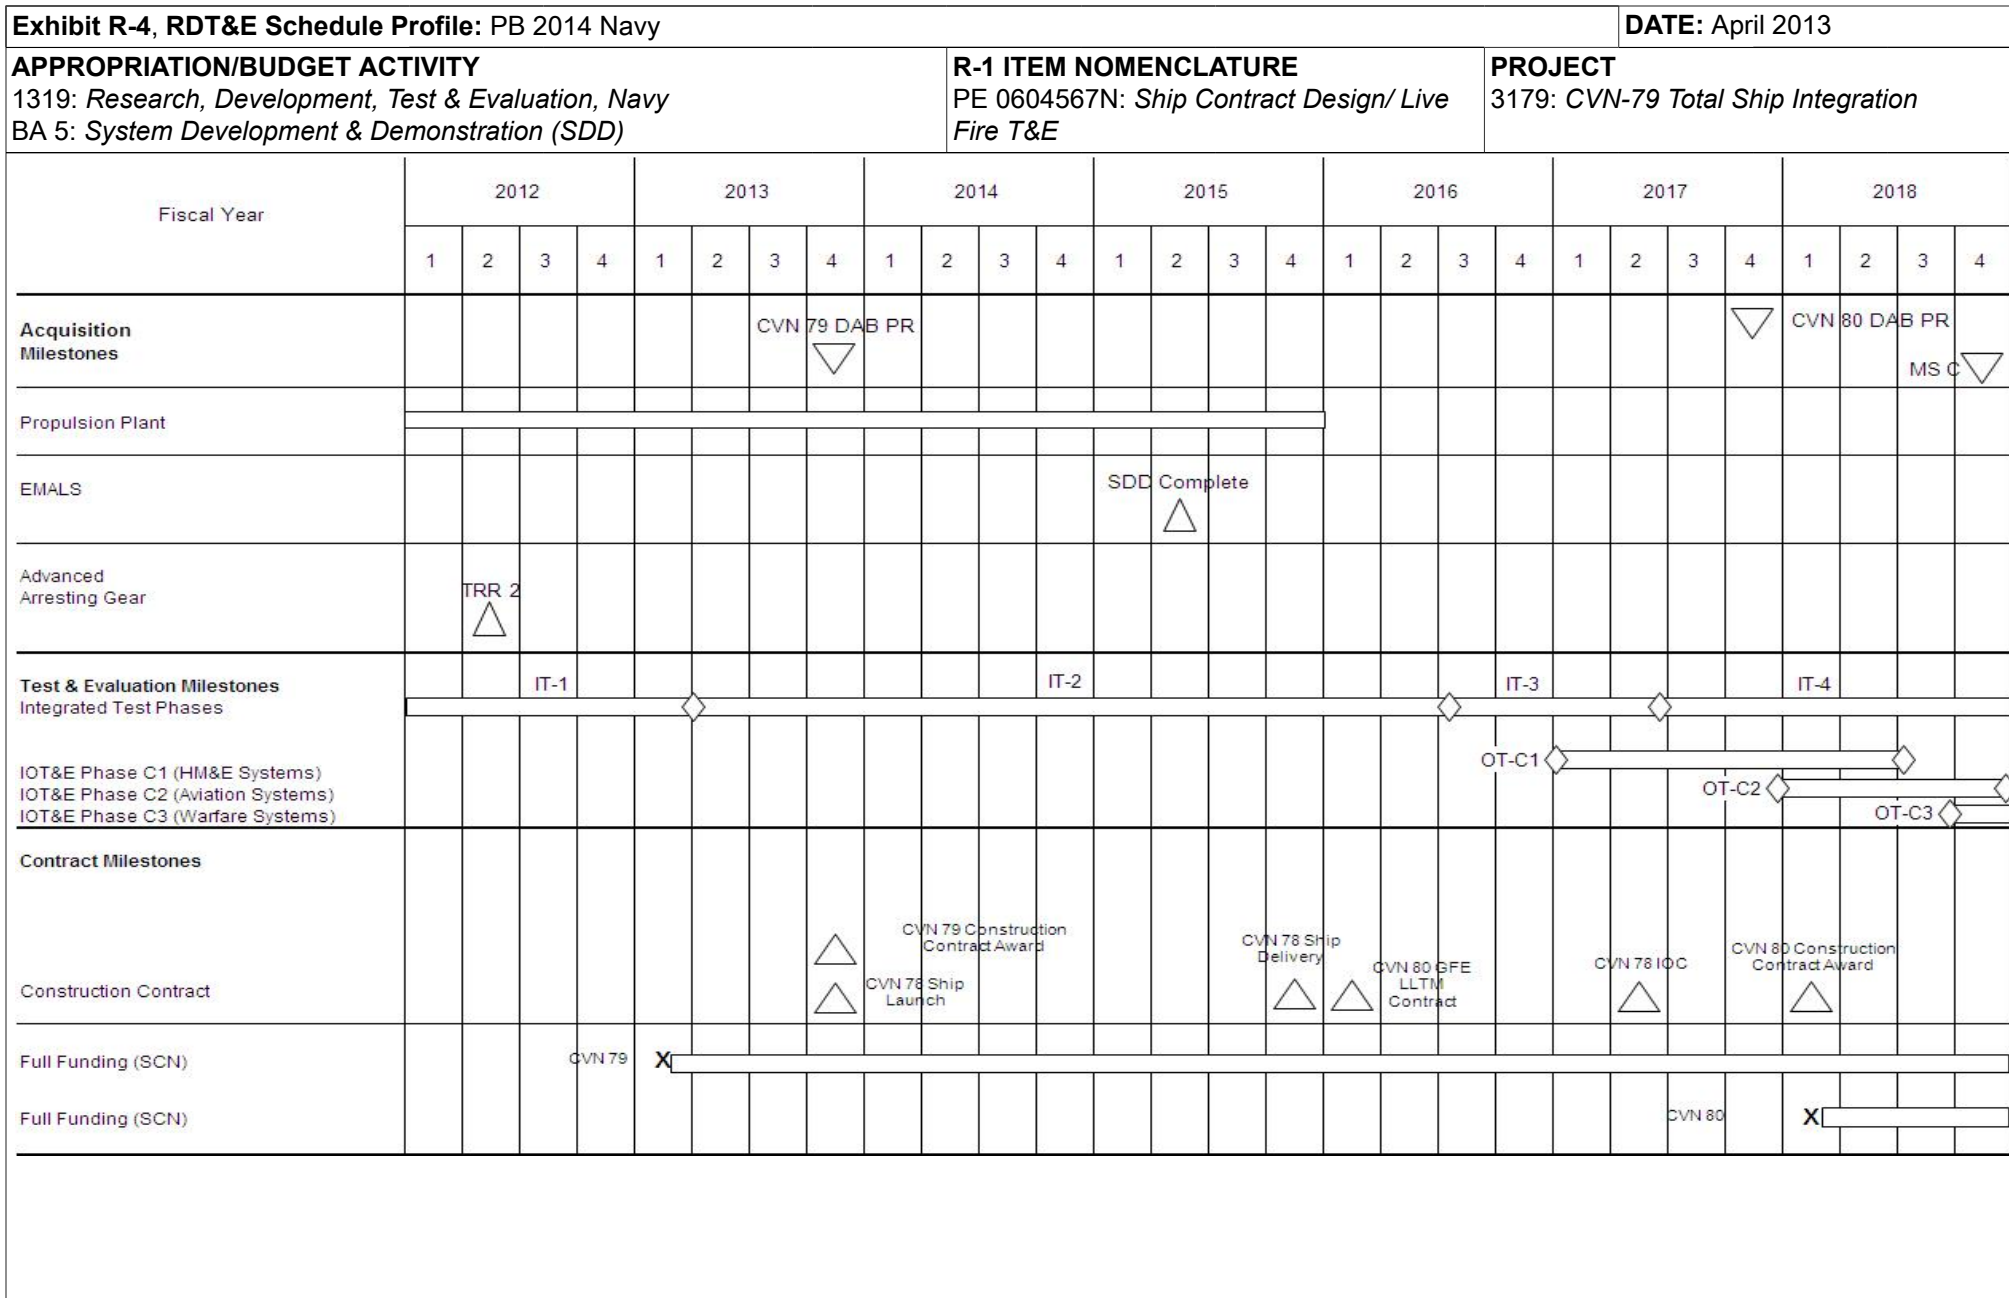 Exhibit R-4, RDT&E Schedule Profile: PB 2014 Navy
DATE: April 2013
APPROPRIATION/BUDGET ACTIVITY
1319: Research, Development, Test & Evaluation, Navy
BA 5: System Development & Demonstration (SDD)
R-1 ITEM NOMENCLATURE
PE 0604567N: Ship Contract Design/ Live
Fire T&E
PROJECT
3179: CVN-79 Total Ship Integration
Fiscal Year
2012 2013 2014 2015 2016 2017 2018
1 2 3 4 1 2 3 4 1 2 3 4 1 2 3 4 1 2 3 4 1 2 3 4 1 2 3 4
Acquisition
Milestones
CVN 79 DAB PR
CVN 80 DAB PR
MS C
Propulsion Plant
EMALS
SDD Complete
Advanced
Arresting Gear
TRR 2
Test & Evaluation Milestones
Integrated Test Phases
IT-1 IT-2 IT-3 IT-4
IOT&E Phase C1 (HM&E Systems)
OT-C1
IOT&E Phase C2 (Aviation Systems)
OT-C2
IOT&E Phase C3 (Warfare Systems)
OT-C3
Contract Milestones
Construction Contract
CVN 79 Construction
Contract Award
CVN 78 Ship
Launch
CVN 78 Ship
Delivery
CVN 80 GFE
LLTM
Contract
CVN 78 IOC
CVN 80 Construction
Contract Award
Full Funding (SCN)
CVN 79 X
Full Funding (SCN)
CVN 80 X